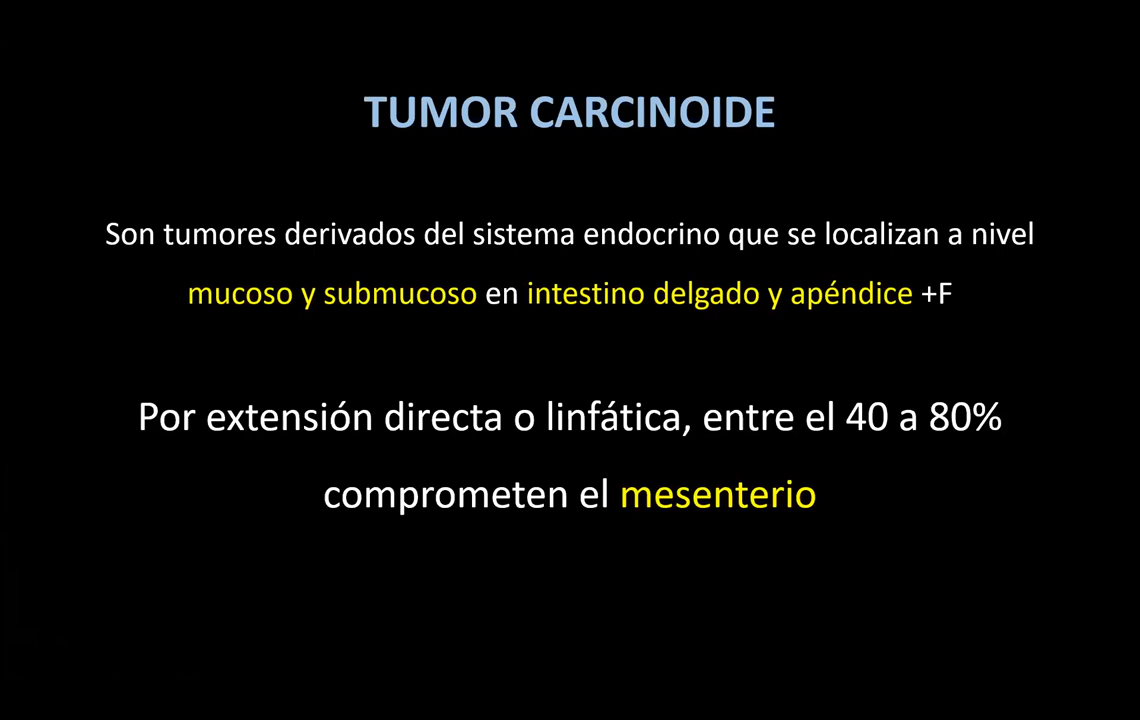 TUMOR CARCINOIDE
Son tumores derivados del sistema endocrino que se localizan a nivel
mucoso y submucoso en intestino delgado y apéndice +F
Por extensión directa o linfática, entre el 40 a 80%
comprometen el mesenterio